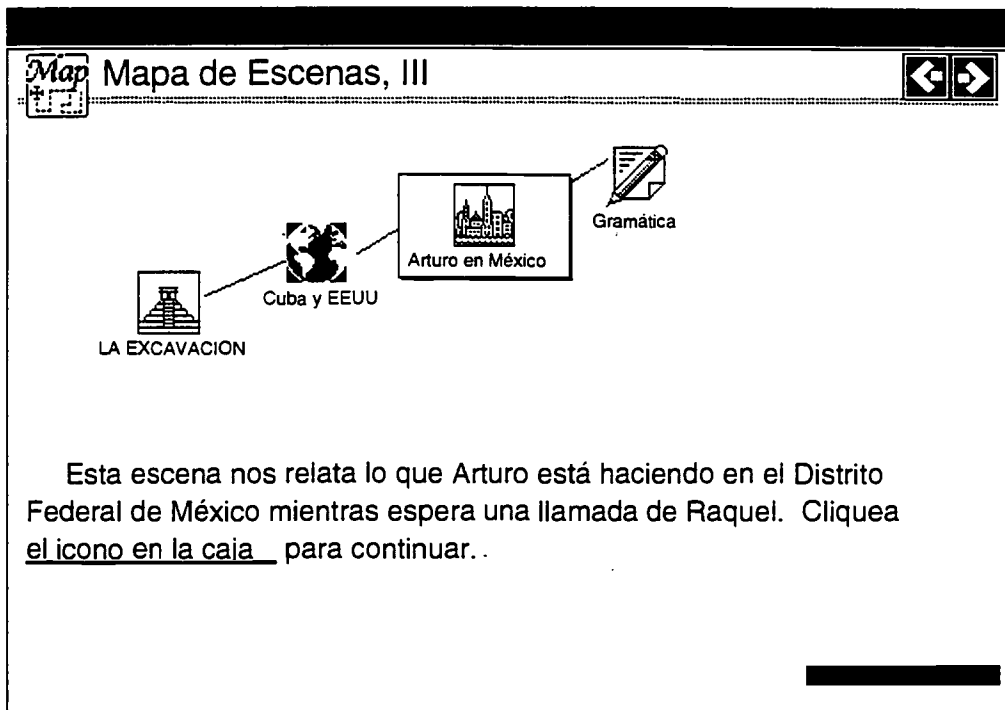 Map Mapa de Escenas, III
Gramática
Arturo en México
Cuba y EEUU
LA EXCAVACION
Esta escena nos relata lo que Arturo está haciendo en el Distrito
Federal de México mientras espera una llamada de Raquel. Cliquea
el icono en la caja para continuar.